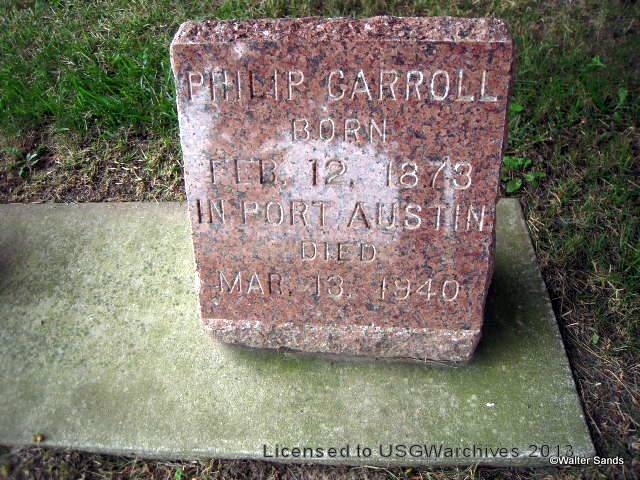 PHILIP CARROLL
BORN
FEB. 12, 1873
IN PORT AUSTIN
DIED
MAR. 13. 1940
Licensed to USGWarchives 2013
©Walter Sands